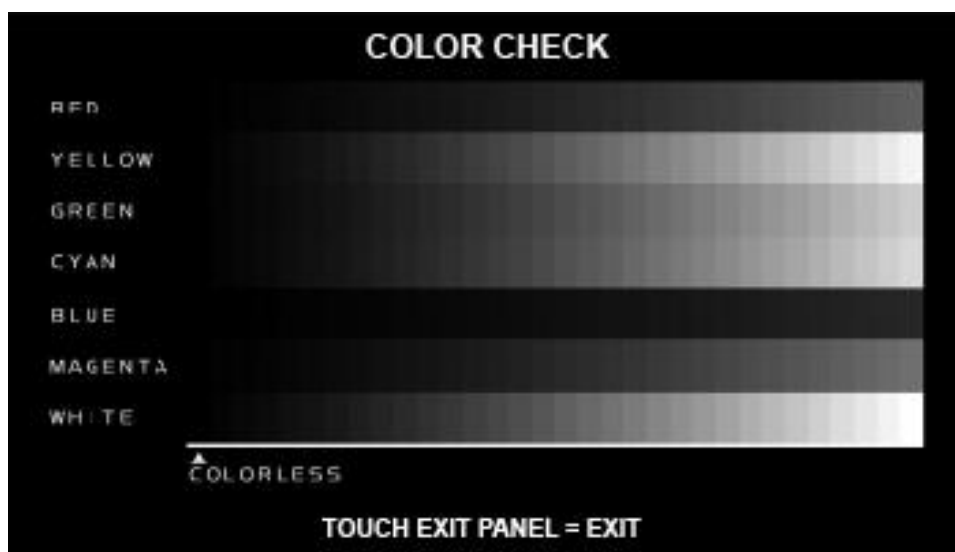 COLOR CHECK
RED
YELLOW
GREEN
CYAN
BLUE
MAGENTA
WHITE
COLORLESS
TOUCH EXIT PANEL = EXIT